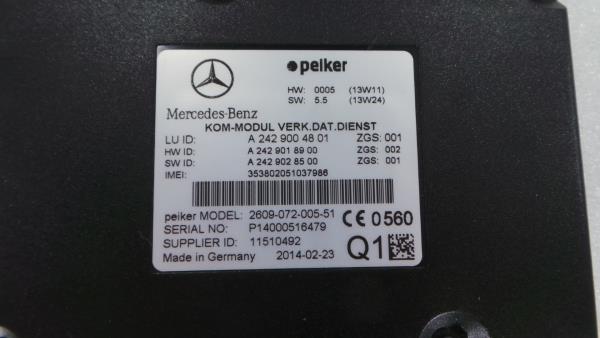 peiker
HW: 0005 (13W11)
SW: 5.5 (13W24)
Mercedes-Benz
KOM-MODUL VERK.DAT.DIENST
LU ID: A 242 900 48 01 ZGS: 001
HW ID: A 242 901 89 00 ZGS: 002
SW ID: A 242 902 85 00 ZGS: 001
IMEI: 353802051037986
peiker MODEL: 2609-072-005-51
CE 0560
SERIAL NO: P14000516479
SUPPLIER ID: 11510492
Q1
Made in Germany 2014-02-23